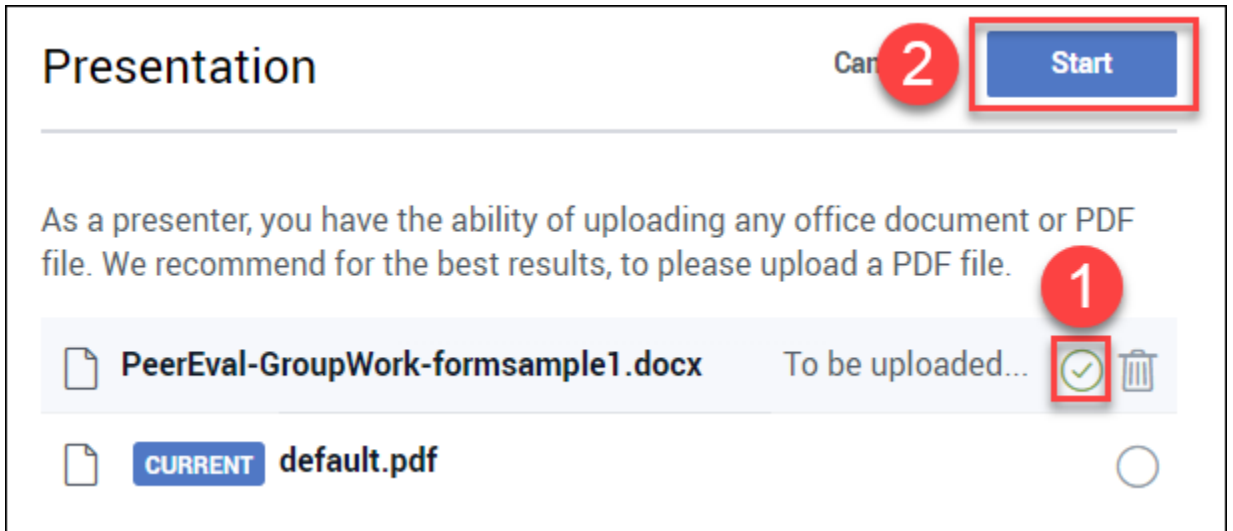 Presentation
Can
2
Start
As a presenter, you have the ability of uploading any office document or PDF
file. We recommend for the best results, to please upload a PDF file.
1
PeerEval-GroupWork-formsample1.docx To be uploaded...
CURRENT default.pdf